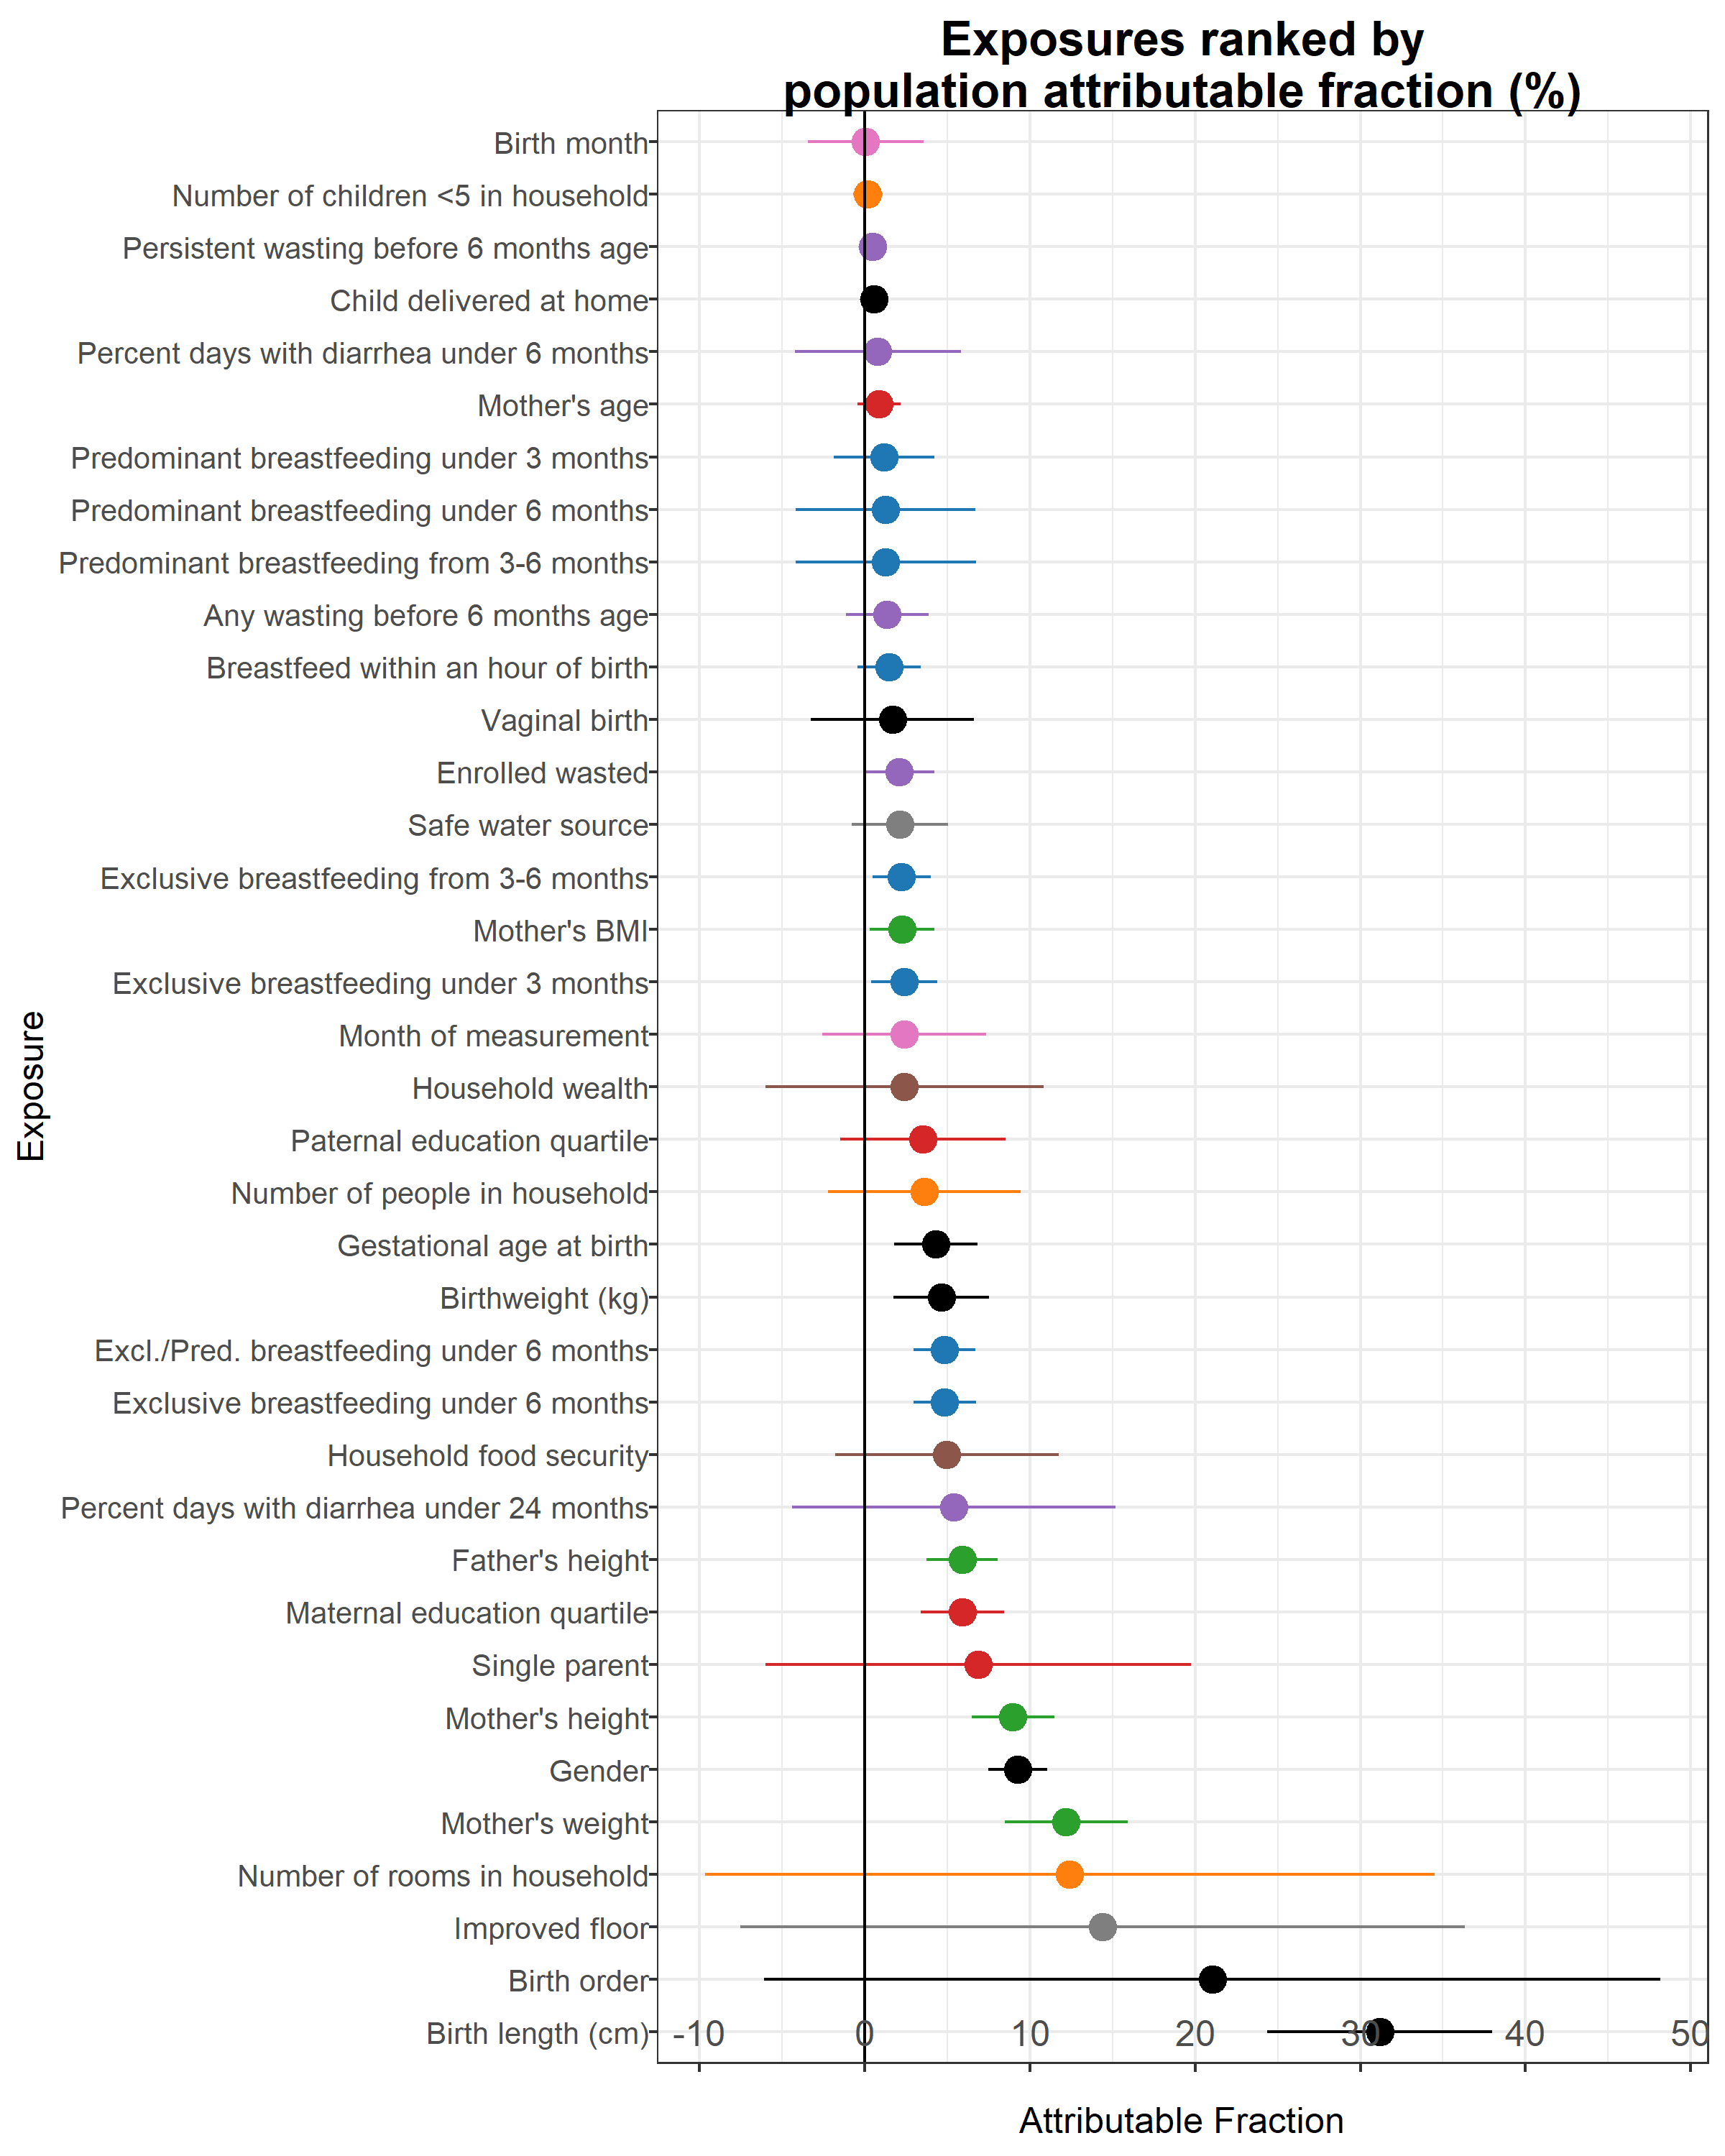 Exposures ranked by
population attributable fraction (%)
Birth month
Number of children <5 in household
Persistent wasting before 6 months age
Child delivered at home
Percent days with diarrhea under 6 months
Mother's age
Predominant breastfeeding under 3 months
Predominant breastfeeding under 6 months
Predominant breastfeeding from 3-6 months
Any wasting before 6 months age
Breastfeed within an hour of birth
Vaginal birth
Enrolled wasted
Safe water source
Exclusive breastfeeding from 3-6 months
Mother's BMI
Exclusive breastfeeding under 3 months
Month of measurement
Household wealth
Paternal education quartile
Number of people in household
Gestational age at birth
Birthweight (kg)
Excl./Pred. breastfeeding under 6 months
Exclusive breastfeeding under 6 months
Household food security
Percent days with diarrhea under 24 months
Father's height
Maternal education quartile
Single parent
Mother's height
Gender
Mother's weight
Number of rooms in household
Improved floor
Birth order
Birth length (cm)
-10 0 10 20 30 40 50
Exposure
Attributable Fraction